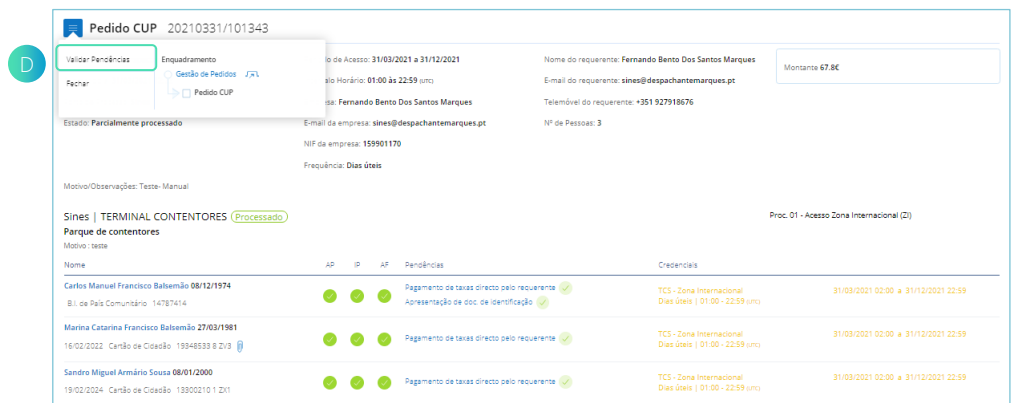 Pedido CUP 20210331/101343
D
Validar Pendências
Fechar
Enquadramento
Gestão de Pedidos
Pedido CUP
o de Acesso: 31/03/2021 a 31/12/2021
alo Horário: 01:00 às 22:59 (UTC)
sa: Fernando Bento Dos Santos Marques
Nome do requerente: Fernando Bento Dos Santos Marques
E-mail do requerente: sines@despachantemarques.pt
Telemóvel do requerente: +351 927918676
Montante 67.8€
Estado: Parcialmente processado
E-mail da empresa: sines@despachantemarques.pt
Nº de Pessoas: 3
NIF da empresa: 159901170
Frequência: Dias úteis
Motivo/Observações: Teste- Manual
Sines | TERMINAL CONTENTORES Processado
Proc. 01 - Acesso Zona Internacional (ZI)
Parque de contentores
Motivo : teste
Nome AP IP AF Pendências Credenciais
Carlos Manuel Francisco Balsemão 08/12/1974
B.I. de País Comunitário 14787414
Pagamento de taxas directo pelo requerente
Apresentação de doc. de identificação
TCS - Zona Internacional
Dias úteis | 01:00 - 22:59 (UTC)
31/03/2021 02:00 a 31/12/2021 22:59
Marina Catarina Francisco Balsemão 27/03/1981
16/02/2022 Cartão de Cidadão 19348533 8 ZV3
Pagamento de taxas directo pelo requerente
TCS - Zona Internacional
Dias úteis | 01:00 - 22:59 (UTC)
31/03/2021 02:00 a 31/12/2021 22:59
Sandro Miguel Armário Sousa 08/01/2000
19/02/2024 Cartão de Cidadão 13300210 1 ZX1
Pagamento de taxas directo pelo requerente
TCS - Zona Internacional
Dias úteis | 01:00 - 22:59 (UTC)
31/03/2021 02:00 a 31/12/2021 22:59